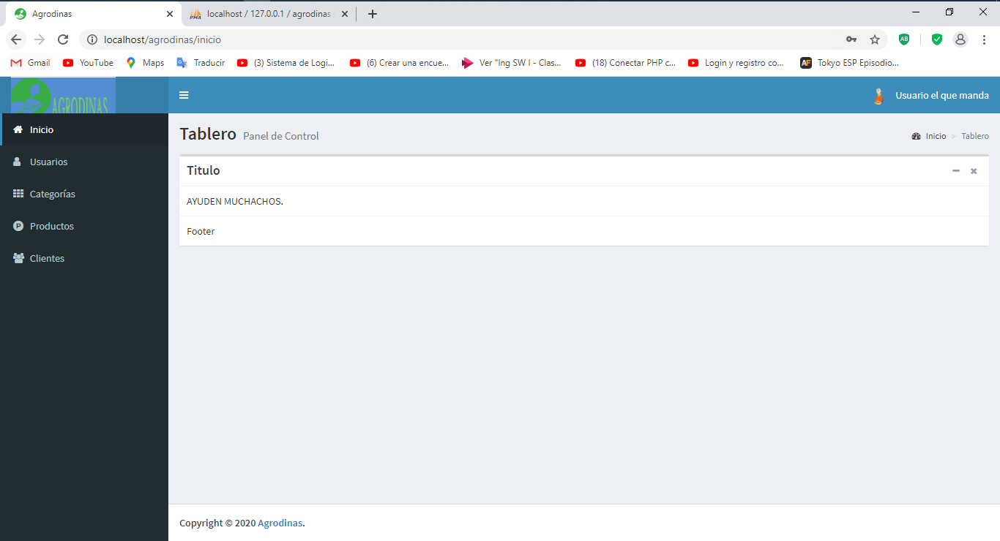 Agrodinas
PMA localhost / 127.0.0.1 / agrodinas
localhost/agrodinas/inicio
AB
Gmail YouTube Maps Traducir (3) Sistema de Logi... (6) Crear una encue... Ver "Ing SW I - Clas... (18) Conectar PHP c... Login y registro co... AF Tokyo ESP Episodio...
AGRODINAS
Usuario el que manda
Inicio
Usuarios
Categorías
P Productos
Clientes
Tablero Panel de Control
Inicio > Tablero
Titulo
AYUDEN MUCHACHOS.
Footer
Copyright © 2020 Agrodinas.